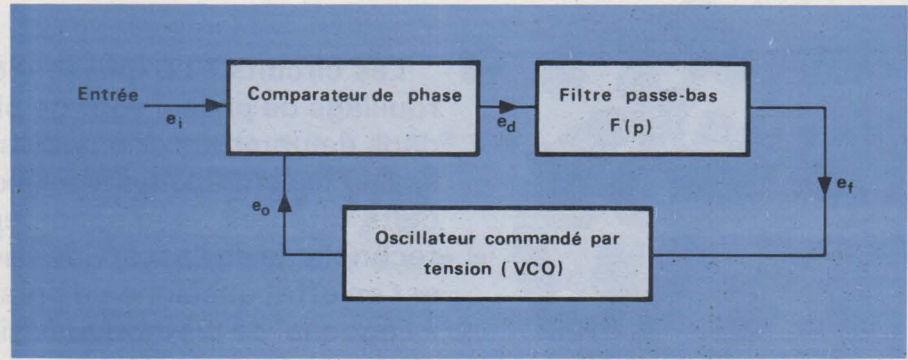 Entrée
e_i
Comparateur de phase
e_d
Filtre passe-bas
F(p)
e_f
e_o
Oscillateur commandé par
tension (VCO)